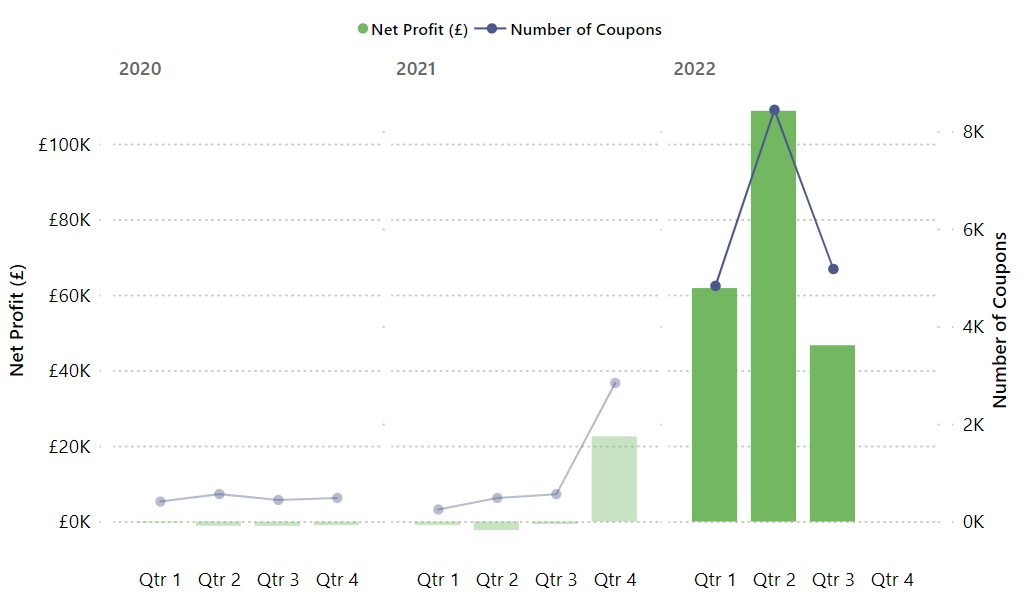 Net Profit (£) Number of Coupons
2020 2021 2022
£100K
£80K
£60K
£40K
£20K
£0K
Net Profit (£)
8K
6K
4K
2K
0K
Number of Coupons
Qtr 1 Qtr 2 Qtr 3 Qtr 4 Qtr 1 Qtr 2 Qtr 3 Qtr 4 Qtr 1 Qtr 2 Qtr 3 Qtr 4